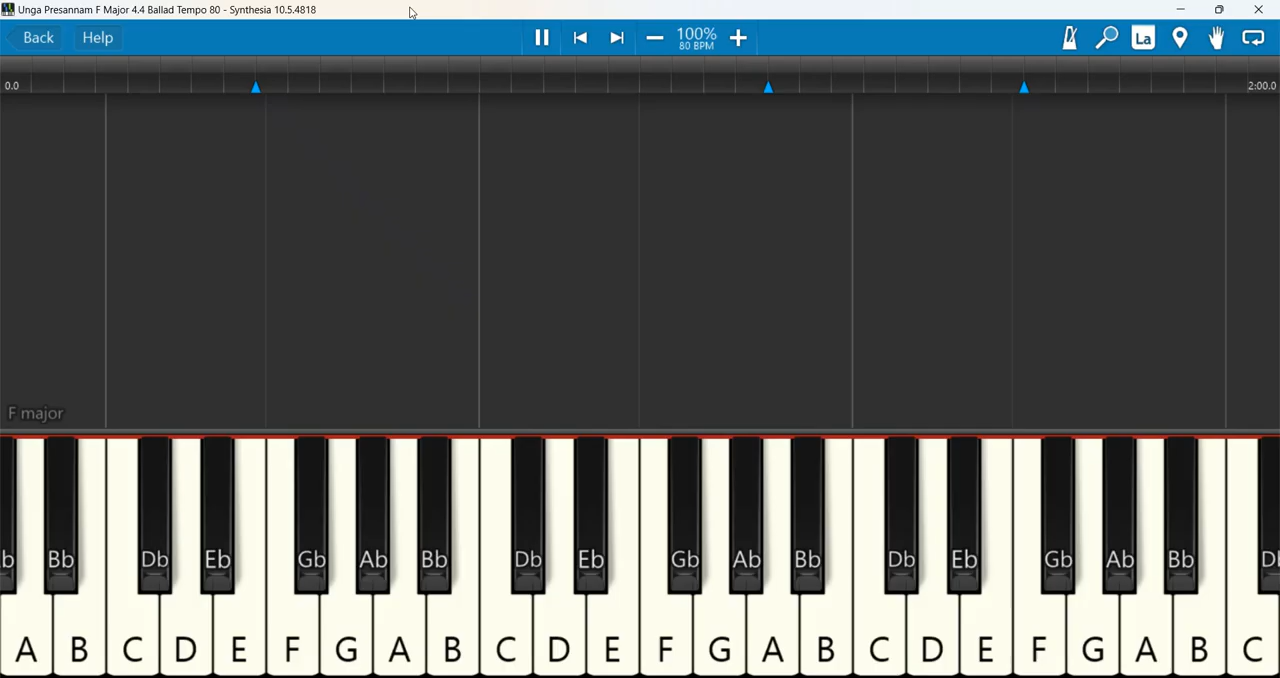 Unga Presannam F Major 4.4 Ballad Tempo 80 - Synthesia 10.5.4818
Back Help 100% La
80 BPM
0.0 2:00.0
F major
b Bb Db Eb Gb Ab Bb Db Eb Gb Ab Bb Db Eb Gb Ab Bb D
A B C D E F G A B C D E F G A B C D E F G A B C